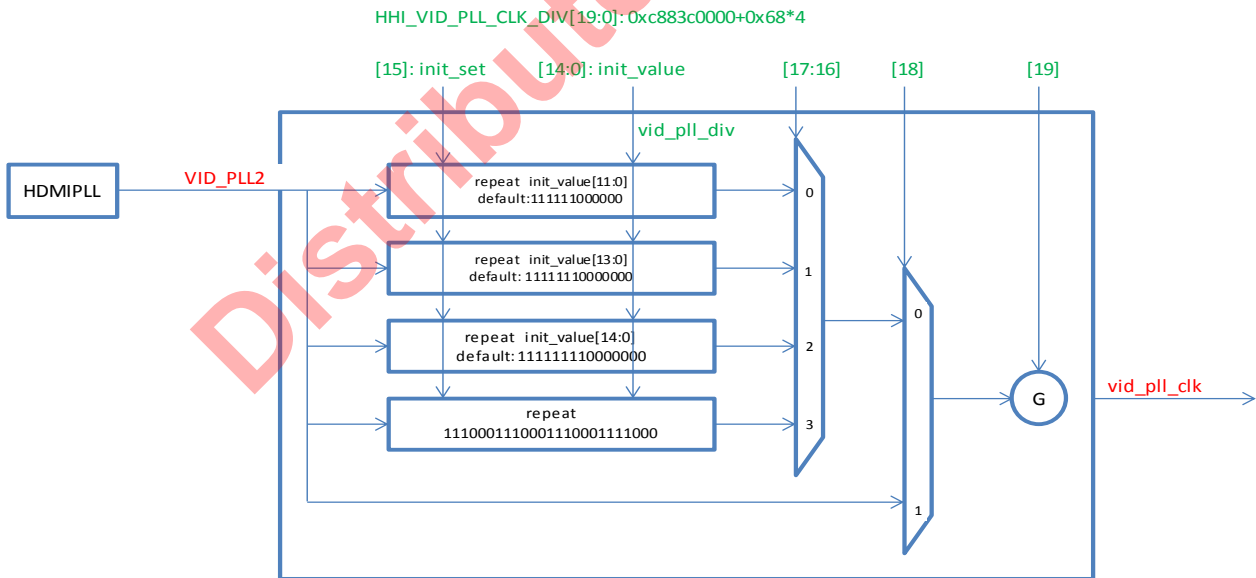 HHI_VID_PLL_CLK_DIV[19:0]: 0xc883c0000+0x68*4
[15]: init_set [14:0]: init_value [17:16] [18] [19]
vid_pll_div
HDMIPLL
VID_PLL2
repeat init_value[11:0]
default:111111000000
0
repeat init_value[13:0]
default: 11111110000000
1
repeat init_value[14:0]
default: 111111110000000
2
repeat
1110001110001110001111000
3
0
1
G
vid_pll_clk
Distribute